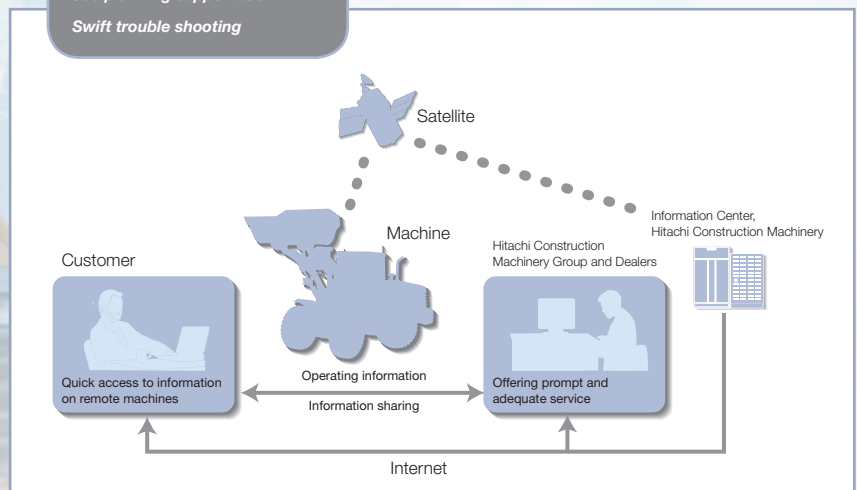 Swift trouble shooting
Satellite
Information Center,
Hitachi Construction Machinery
Machine
Hitachi Construction
Machinery Group and Dealers
Customer
Quick access to information
on remote machines
Operating information
Information sharing
Offering prompt and
adequate service
Internet